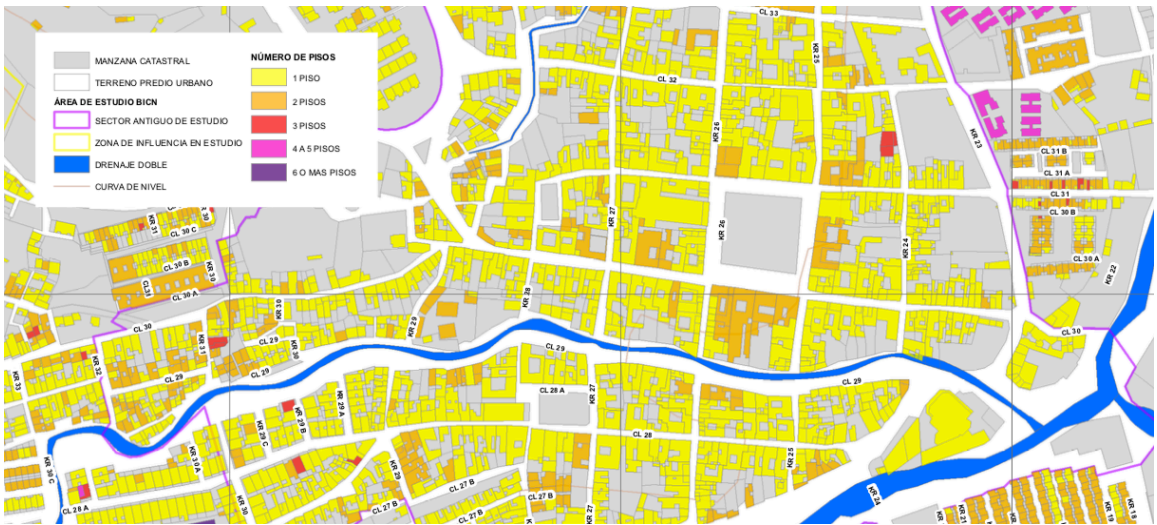 MANZANA CATASTRAL
TERRENO PREDIO URBANO
ÁREA DE ESTUDIO BICN
SECTOR ANTIGUO DE ESTUDIO
ZONA DE INFLUENCIA EN ESTUDIO
DRENAJE DOBLE
CURVA DE NIVEL
NÚMERO DE PISOS
1 PISO
2 PISOS
3 PISOS
4 A 5 PISOS
6 O MAS PISOS
CL 33
KR 25
CL 32
KR 26
KR 23
CL 31 B
CL 31 A
CL 31
CL 30 B
KR 31
KR 30
CL 30 C
KR 27
KR 26
KR 24
CL 30 B
KR 30
CL 30 A
KR 22
CL31
CL 30 A
KR 28
KR 30
CL 30
KR 29
CL 30
KR 31
CL 29
KR 30
CL 29
KR 32
CL 29
KR 33
CL 29
CL 29
CL 28 A
KR 27
KR 29 A
KR 29 B
KR 29 C
CL 28
KR 25
KR 30 A
KR 29
KR 30 C
CL 27 B
CL 27 B
KR 24
KR 30
CL 28 A
CL 27 B
KR 27
KR 21
KR 19
KR 18